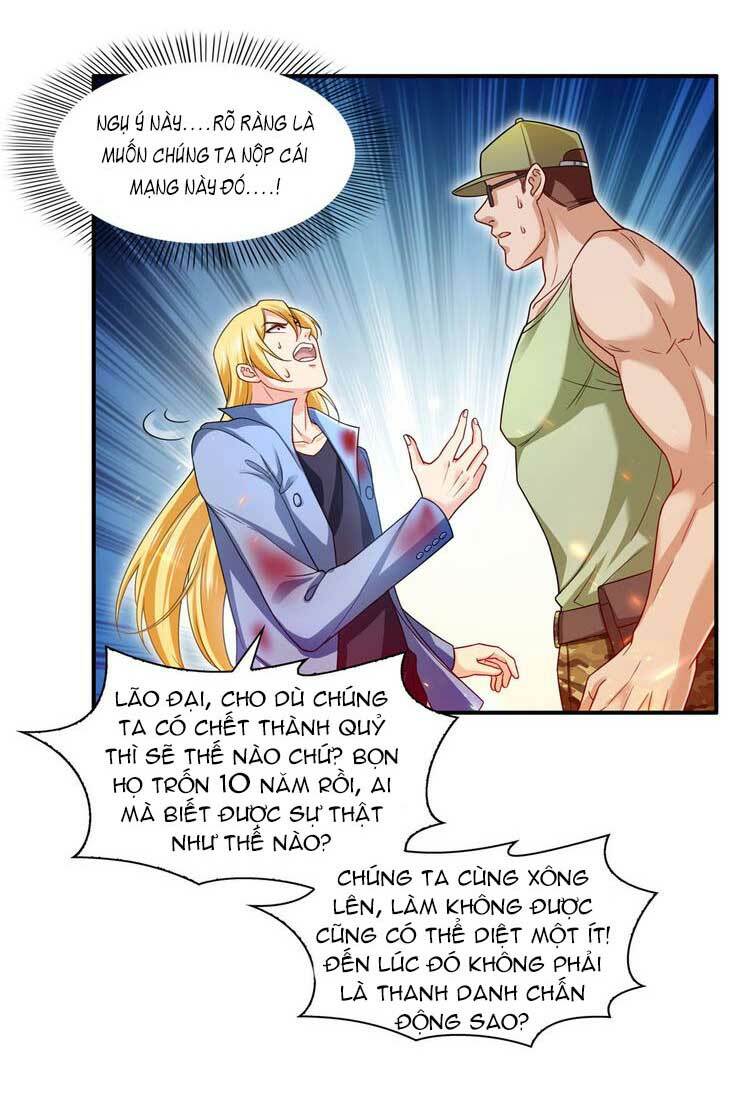 NGỤ Ý NÀY....RÕ RÀNG LÀ
MUỐN CHÚNG TA NỘP CÁI
MẠNG NÀY ĐÓ....!
LÃO ĐẠI, CHO DÙ CHÚNG
TA CÓ CHẾT THÀNH QUỶ
THÌ SẼ THẾ NÀO CHỨ? BỌN
HỌ TRỐN 10 NĂM RỒI, AI
MÀ BIẾT ĐƯỢC SỰ THẬT
NHƯ THẾ NÀO?
CHÚNG TA CÙNG XÔNG
LÊN, LÀM KHÔNG ĐƯỢC
CŨNG CÓ THỂ DIỆT MỘT ÍT!
ĐẾN LÚC ĐÓ KHÔNG PHẢI
LÀ THANH DANH CHẤN
ĐỘNG SAO?